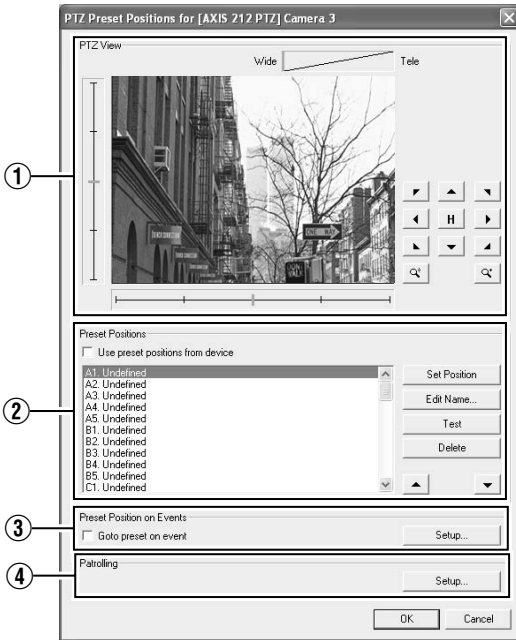 PTZ Preset Positions for [AXIS 212 PTZ] Camera 3
PTZ View
Wide
Tele
FRENCH CONNECTION
ONE WAY
H
1
Preset Positions
Use preset positions from device
A1. Undefined
A2. Undefined
A3. Undefined
A4. Undefined
A5. Undefined
B1. Undefined
B2. Undefined
B3. Undefined
B4. Undefined
B5. Undefined
C1. Undefined
Set Position
Edit Name...
Test
Delete
2
Preset Position on Events
Goto preset on event
Setup...
3
Patrolling
Setup...
4
OK
Cancel